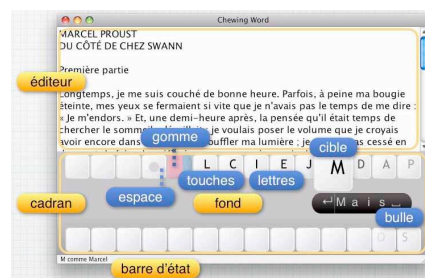 Chewing Word
MARCEL PROUST
DU CÔTÉ DE CHEZ SWANN
Première partie
éditeur
Longtemps, je me suis couché de bonne heure. Parfois, à peine ma bougie
éteinte, mes yeux se fermaient si vite que je n'avais pas le temps de me dire :
« Je m'endors. » Et, une demi-heure après, la pensée qu'il était temps de
chercher le je voulais poser le volume que je croyais
avoir encore dans ma lumière ; je cessé en
gomme
cible
L C I E J M D A P
touches
lettres
espace
fond
cadran
↵Mais⎵
bulle
O S
M comme Marcel
barre d'état